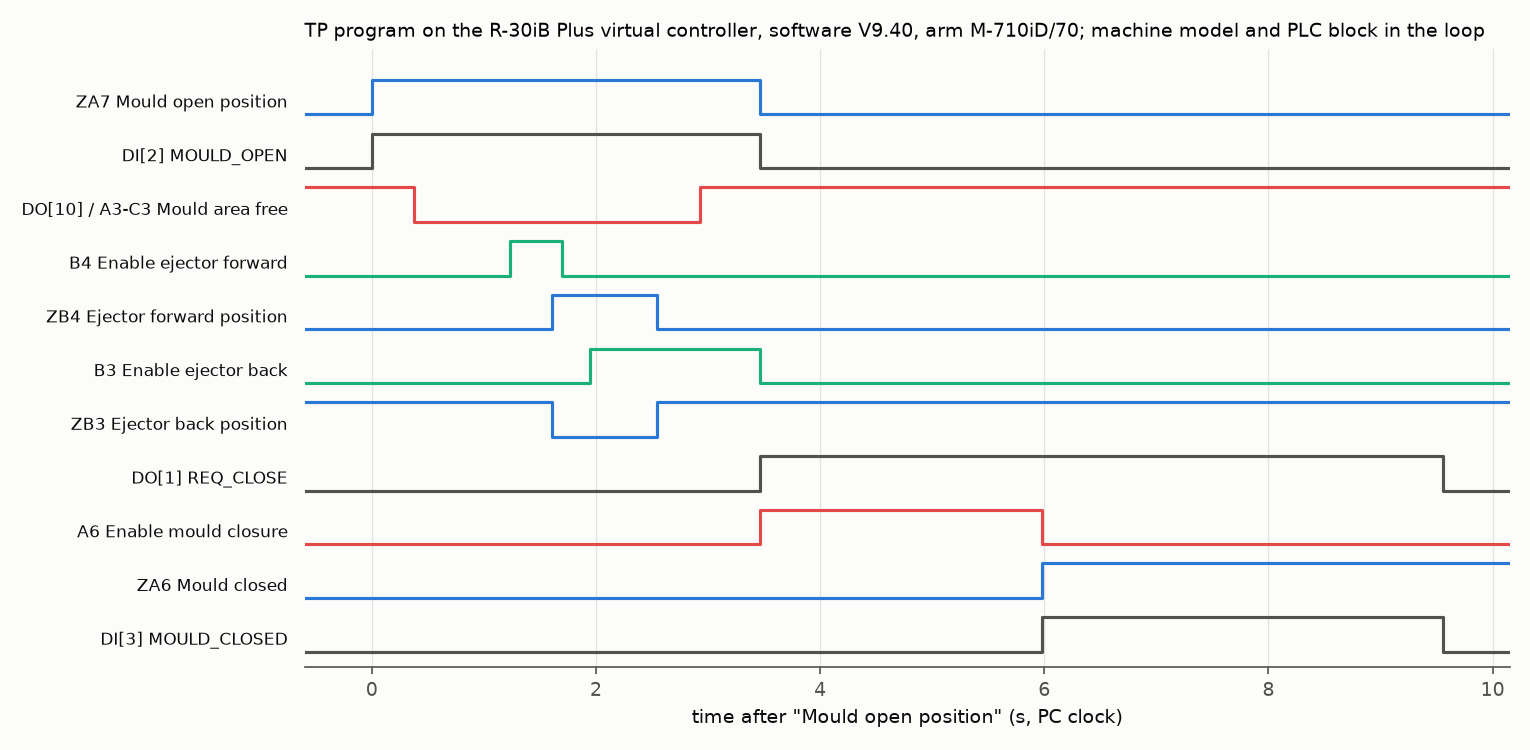 TP program on the R-30iB Plus virtual controller, software V9.40, arm M-710iD/70; machine model and PLC block in the loop
ZA7 Mould open position
DI[2] MOULD_OPEN
DO[10] / A3-C3 Mould area free
B4 Enable ejector forward
ZB4 Ejector forward position
B3 Enable ejector back
ZB3 Ejector back position
DO[1] REQ_CLOSE
A6 Enable mould closure
ZA6 Mould closed
DI[3] MOULD_CLOSED
0 2 4 6 8 10
time after "Mould open position" (s, PC clock)